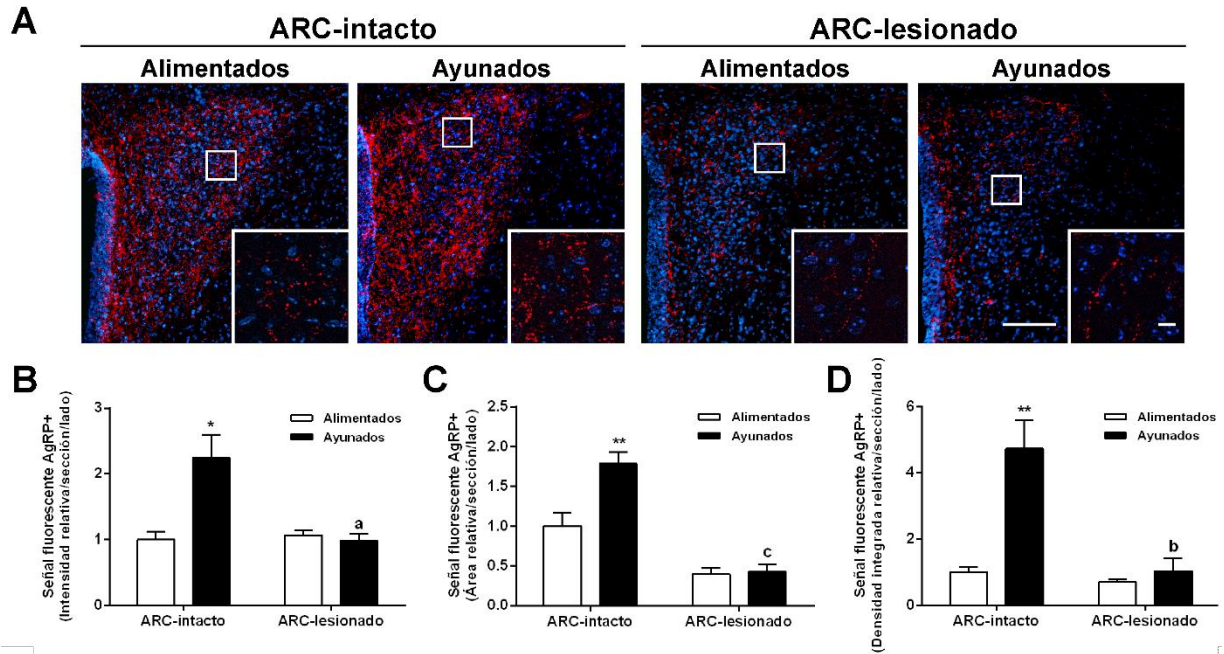 A
ARC-intacto
ARC-lesionado
Alimentados
Ayunados
Alimentados
Ayunados
B
Señal fluorescente AgRP+
(Intensidad relativa/sección/lado)
3
2
1
0
Alimentados
Ayunados
*
a
ARC-intacto
ARC-lesionado
C
Señal fluorescente AgRP+
(Área relativa/sección/lado)
2.5
2.0
1.5
1.0
0.5
0.0
Alimentados
Ayunados
**
c
ARC-intacto
ARC-lesionado
D
Señal fluorescente AgRP+
(Densidad integrada relativa/sección/lado)
6
4
2
0
Alimentados
Ayunados
**
b
ARC-intacto
ARC-lesionado